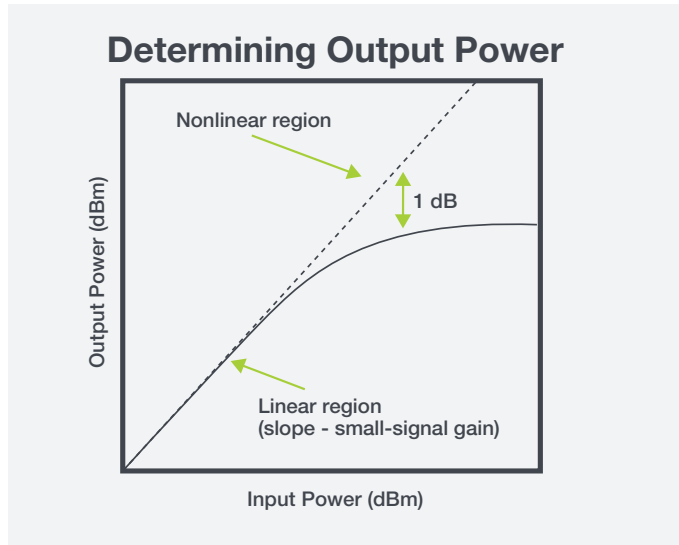 Determining Output Power
Nonlinear region
1 dB
Output Power (dBm)
Linear region
(slope - small-signal gain)
Input Power (dBm)